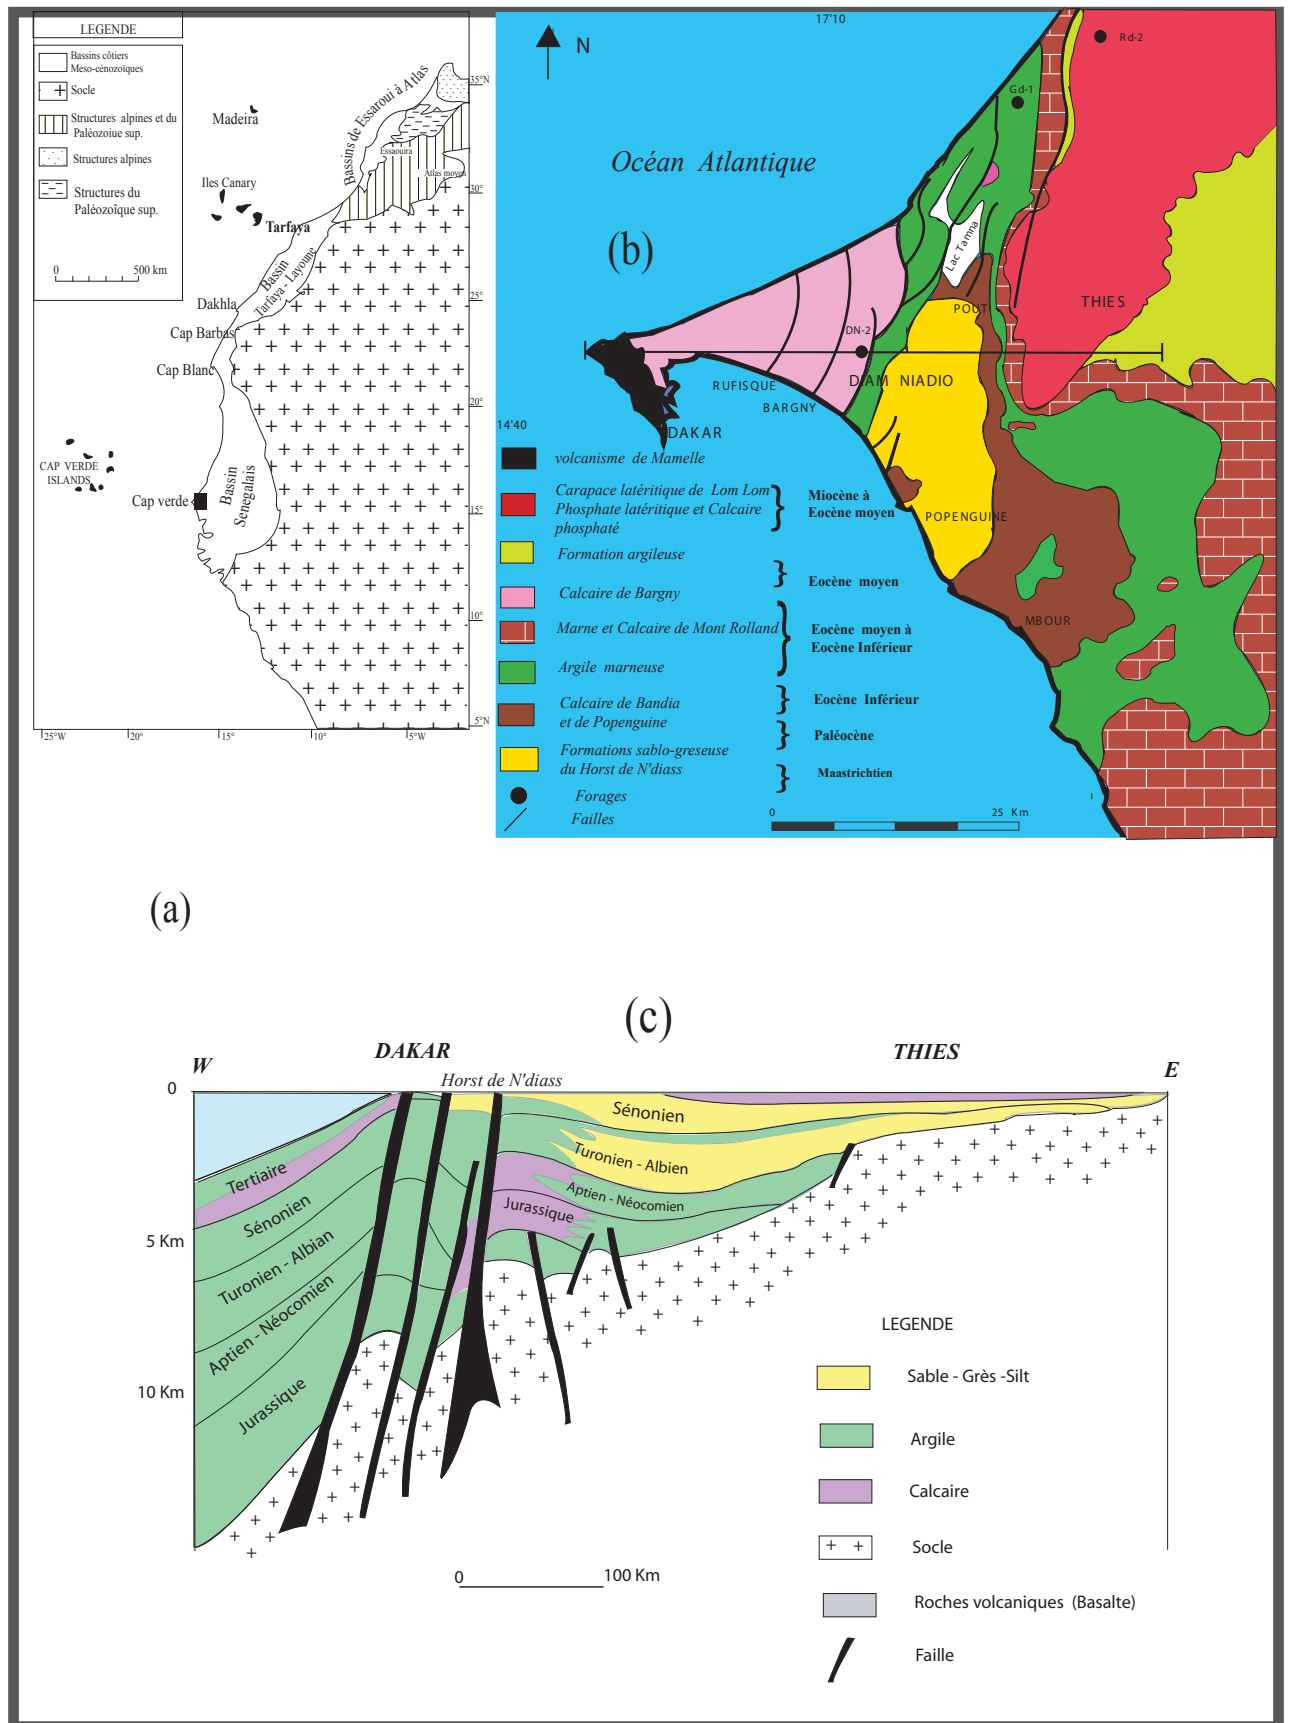 LEGENDE
Bassins côtiers
Meso-cénozoïques
Socle
Structures alpines et du
Paléozoiue sup.
Structures alpines
Structures du
Paléozoîque sup.
0
500 km
Madeira
Iles Canary
Tarfaya
Bassins de Essaroui à Atlas
Essaouira
Atlas moyen
Bassin
Tarfaya - Layoune
Dakhla
Cap Barbas
Cap Blanc
CAP VERDE
ISLANDS
Cap verde
Bassin
Senegalais
35°N
30°
25°
20°
15°
10°
5°N
25°W
20°
15°
10°
5°W
(a)
17'10
N
Océan Atlantique
(b)
Rd-2
Gd-1
Lac Tamna
POUT
THIES
DN-2
DIAM NIADIO
RUFISQUE
BARGNY
14'40
DAKAR
POPENGUINE
MBOUR
volcanisme de Mamelle
Carapace latéritique de Lom Lom
Phosphate latéritique et Calcaire
phosphaté
Miocène à
Eocène moyen
Formation argileuse
Eocène moyen
Calcaire de Bargny
Marne et Calcaire de Mont Rolland
Eocène moyen à
Eocène Inférieur
Argile marneuse
Eocène Inférieur
Calcaire de Bandia
et de Popenguine
Paléocène
Formations sablo-greseuse
du Horst de N'diass
Maastrichtien
Forages
Failles
0
25 Km
(c)
W
DAKAR
THIES
E
Horst de N'diass
0
5 Km
10 Km
Tertiaire
Sénonien
Turonien - Albian
Aptien - Néocomien
Jurassique
Sénonien
Turonien - Albien
Aptien - Néocomien
Jurassique
0
100 Km
LEGENDE
Sable - Grès -Silt
Argile
Calcaire
Socle
Roches volcaniques (Basalte)
Faille